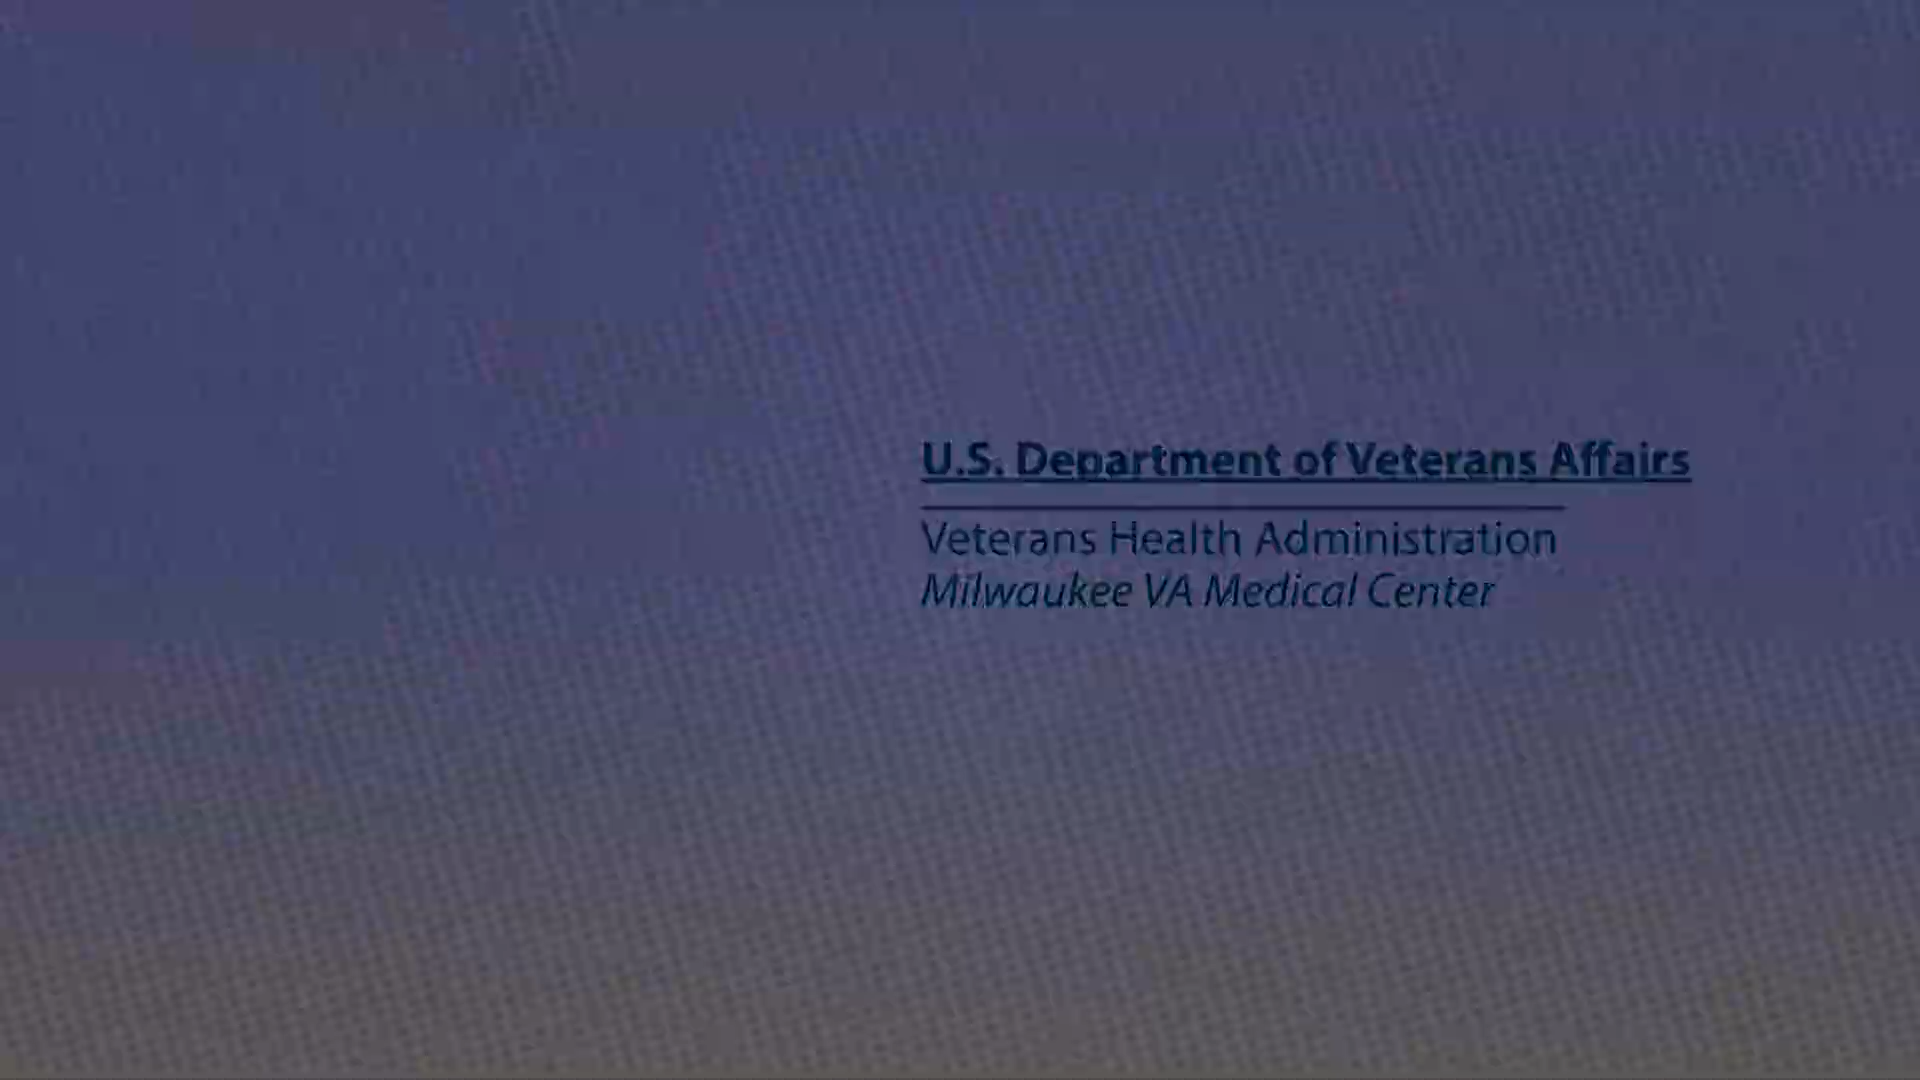 U.S. Department of Veterans Affairs
Veterans Health Administration
Milwaukee VA Medical Center